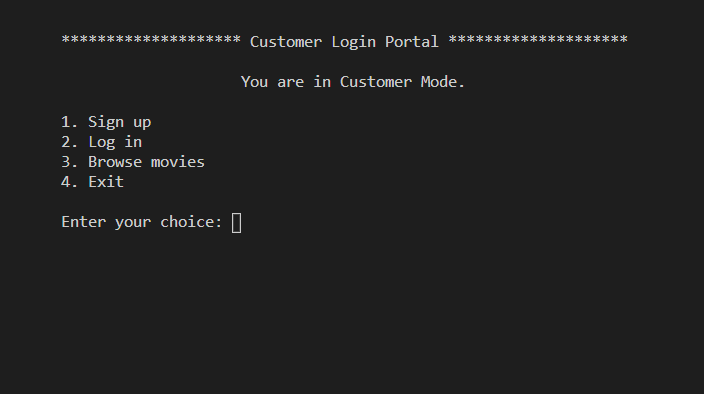 ******************** Customer Login Portal ********************
You are in Customer Mode.
1. Sign up
2. Log in
3. Browse movies
4. Exit
Enter your choice: